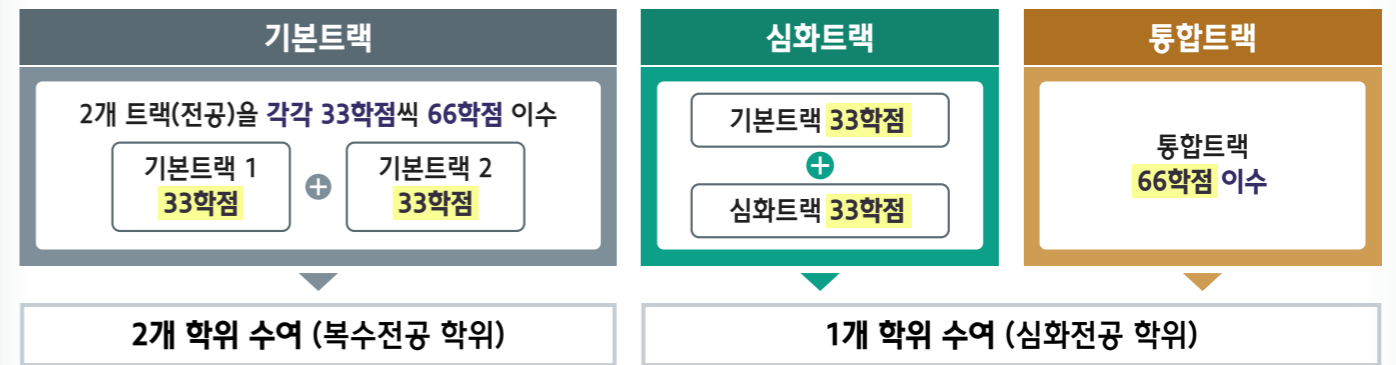 기본트랙
2개 트랙(전공)을 각각 33학점씩 66학점 이수
기본트랙 1
33학점
+
기본트랙 2
33학점
2개 학위 수여 (복수전공 학위)
심화트랙
기본트랙 33학점
+
심화트랙 33학점
통합트랙
통합트랙
66학점 이수
1개 학위 수여 (심화전공 학위)